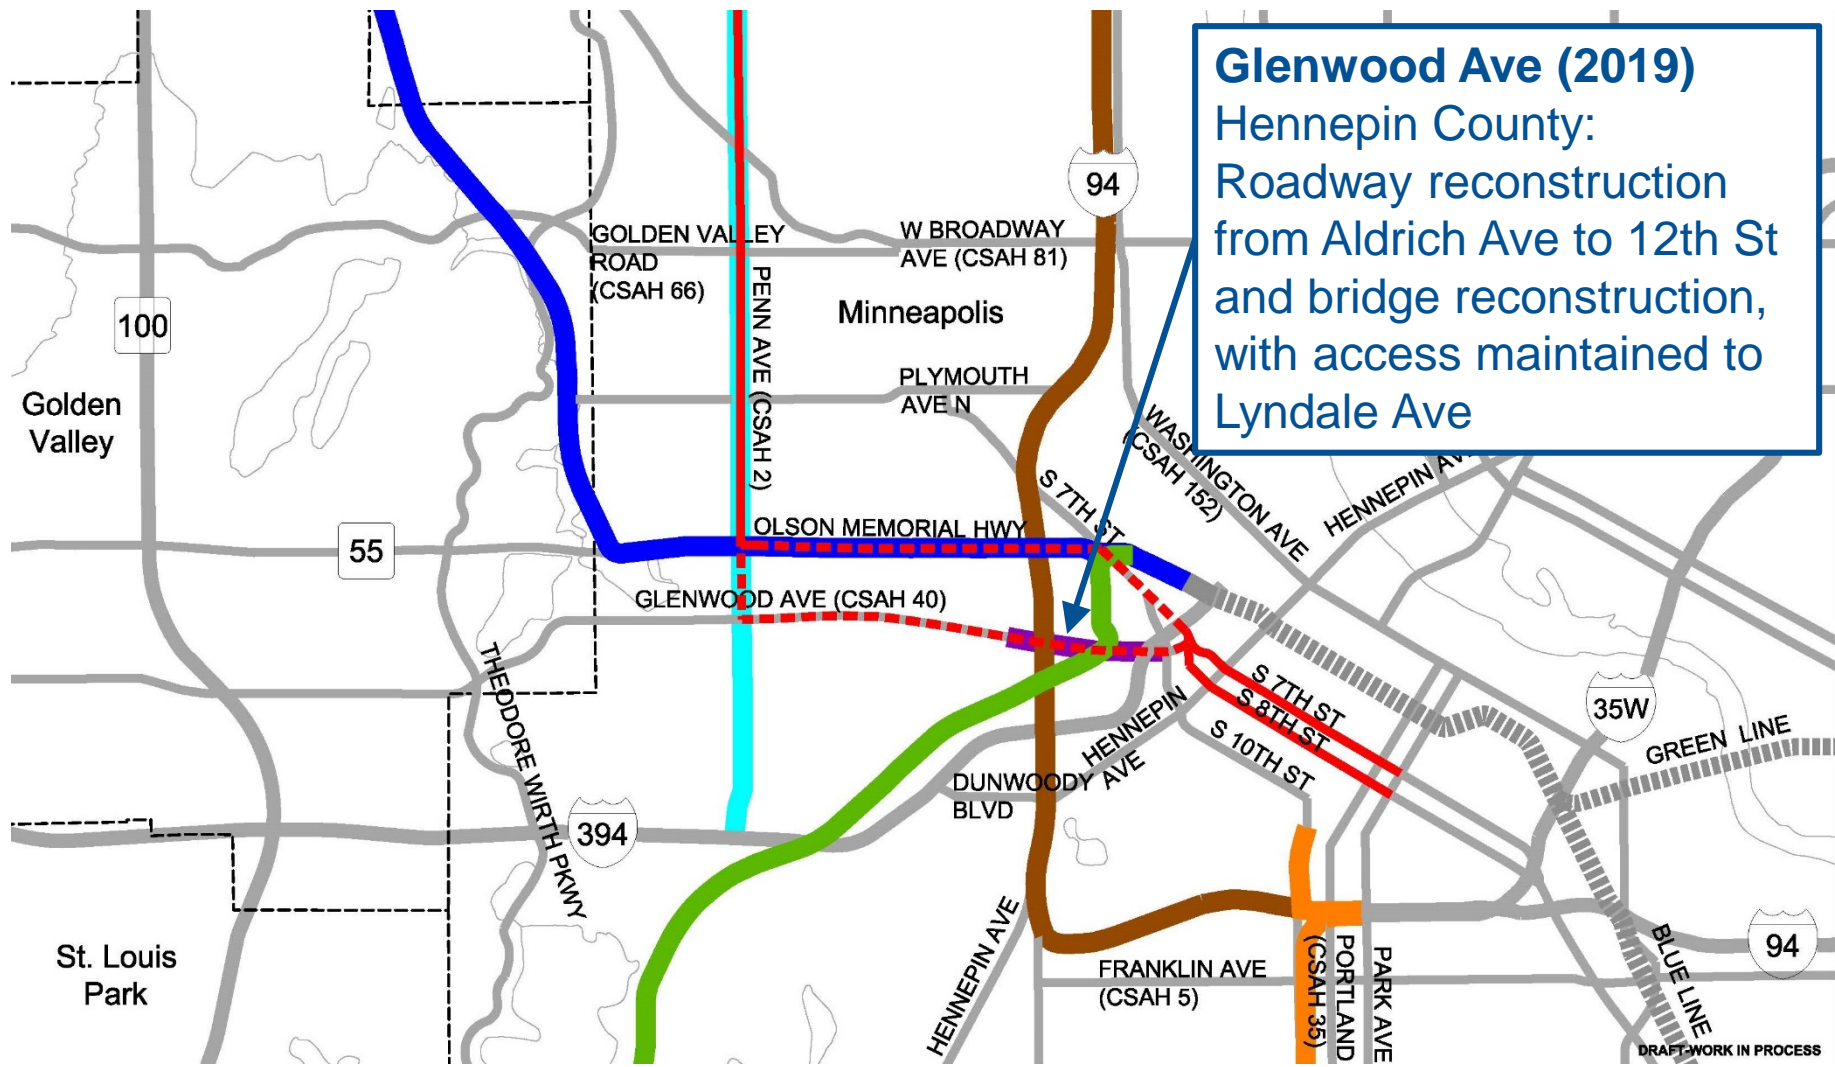 Glenwood Ave (2019)
Hennepin County:
Roadway reconstruction
from Aldrich Ave to 12th St
and bridge reconstruction,
with access maintained to
Lyndale Ave
94
GOLDEN VALLEY
ROAD
(CSAH 66)
W BROADWAY
AVE (CSAH 81)
PENN AVE (CSAH 2)
Minneapolis
100
PLYMOUTH
AVE N
Golden
Valley
WASHINGTON AVE
(CSAH 152)
HENNEPIN AVE
S 7TH ST
OLSON MEMORIAL HWY
55
GLENWOOD AVE (CSAH 40)
THEODORE WIRTH PKWY
S 7TH ST
S 8TH ST
35W
HENNEPIN
AVE
S 10TH ST
GREEN LINE
DUNWOODY
BLVD
394
HENNEPIN AVE
St. Louis
Park
FRANKLIN AVE
(CSAH 5)
(CSAH 35)
PORTLAND
PARK AVE
BLUE LINE
94
DRAFT-WORK IN PROCESS